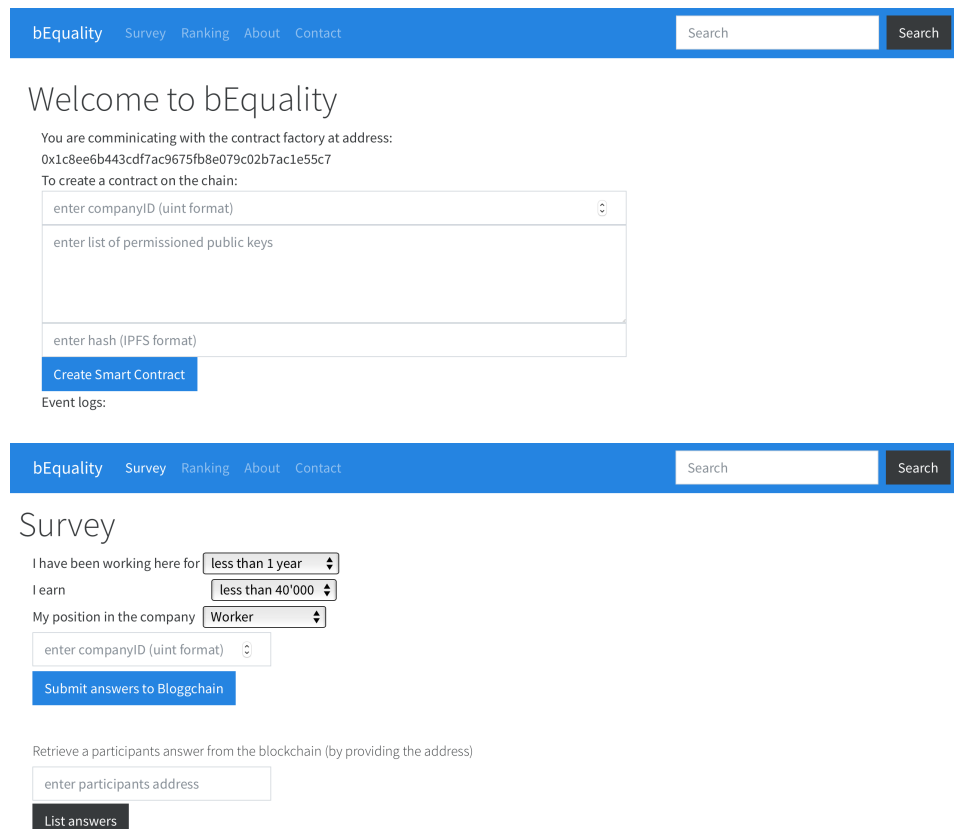 bEquality Survey Ranking About Contact Search Search
Welcome to bEquality
You are comminicating with the contract factory at address:
0x1c8ee6b443cdf7ac9675fb8e079c02b7ac1e55c7
To create a contract on the chain:
enter companyID (uint format)
enter list of permissioned public keys
enter hash (IPFS format)
Create Smart Contract
Event logs:
bEquality Survey Ranking About Contact Search Search
Survey
I have been working here for less than 1 year
I earn less than 40'000
My position in the company Worker
enter companyID (uint format)
Submit answers to Bloggchain
Retrieve a participants answer from the blockchain (by providing the address)
enter participants address
List answers